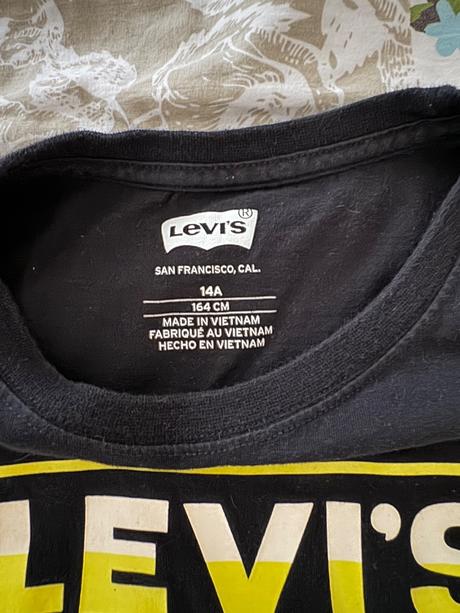 LEVI'S®
SAN FRANCISCO, CAL.
14A
164 CM
MADE IN VIETNAM
FABRIQUÉ AU VIETNAM
HECHO EN VIETNAM
LEVI'S